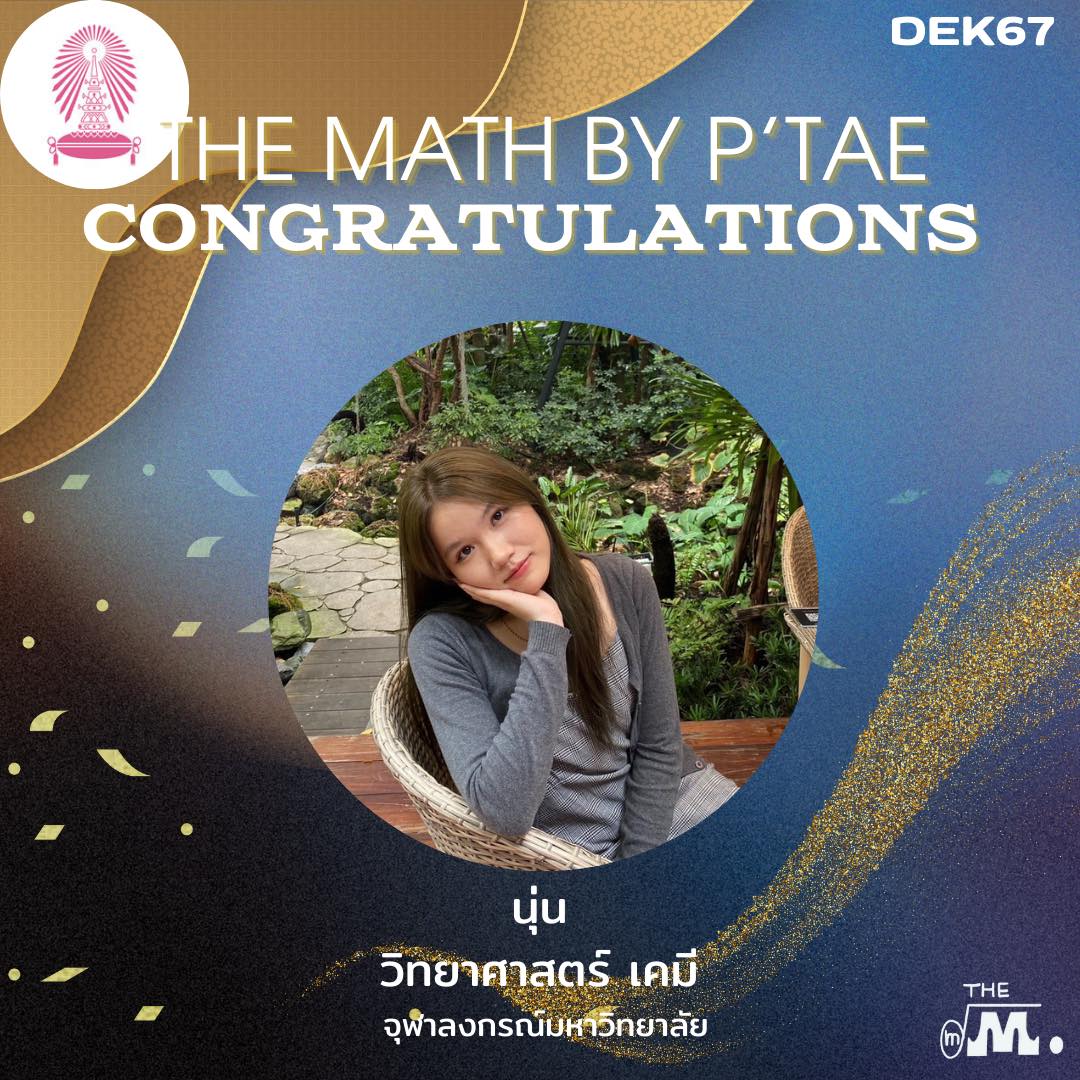 DEK67
THE MATH BY P'TAE
CONGRATULATIONS
นุ่น
วิทยาศาสตร์ เคมี
จุฬาลงกรณ์มหาวิทยาลัย
THE
m M.